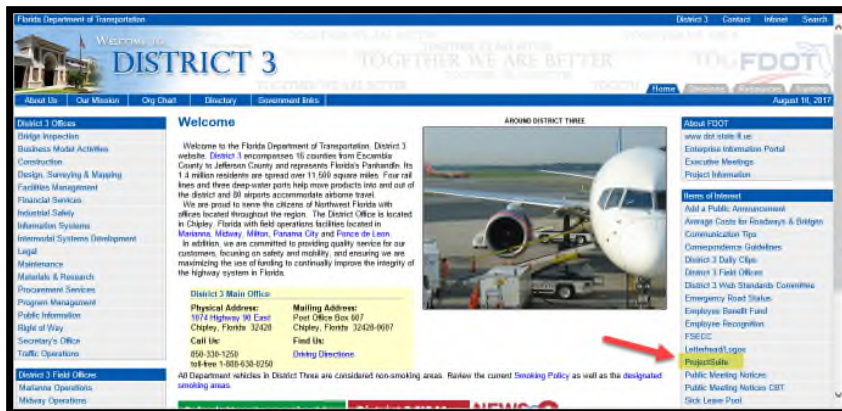 Florida Department of Transportation
District 3 Contact Infonet Search
WELCOME TO
DISTRICT 3
TOGETHER WE ARE BETTER
FDOT
Home
About Us Our Mission Org Chart Directory Government links
August 10, 2017
District 3 Offices
Bridge Inspection
Business Model Activities
Construction
Design, Surveying & Mapping
Facilities Management
Financial Services
Industrial Safety
Information Systems
Intermodal Systems Development
Legal
Maintenance
Materials & Research
Procurement Services
Program Management
Public Information
Right of Way
Secretary's Office
Traffic Operations
District 3 Field Offices
Marianna Operations
Midway Operations
Welcome
Welcome to the Florida Department of Transportation, District 3
website. District 3 encompasses 16 counties from Escambia
County to Jefferson County and represents Florida's Panhandle. Its
1.4 million residents are spread over 11,500 square miles. Four rail
lines and three deep-water ports help move products into and out of
the district and 80 airports accommodate airborne travel.
We are proud to serve the citizens of Northwest Florida with
offices located throughout the region. The District Office is located
in Chipley, Florida with field operations facilities located in
Marianna, Midway, Milton, Panama City and Ponce de Leon.
In addition, we are committed to providing quality service for our
customers, focusing on safety and mobility, and ensuring we are
maximizing the use of funding to continually improve the integrity of
the highway system in Florida.
District 3 Main Office
Physical Address:
1074 Highway 90 East
Chipley, Florida 32428
Call Us:
850-330-1250
toll-free 1-888-638-0250
Mailing Address:
Post Office Box 607
Chipley, Florida 32428-0607
Find Us:
Driving Directions
All Department vehicles in District Three are considered non-smoking areas. Review the current Smoking Policy as well as the designated
smoking areas.
NEWS
AROUND DISTRICT THREE
About FDOT
www.dot.state.fl.us
Enterprise Information Portal
Executive Meetings
Project Information
Items of Interest
Add a Public Announcement
Average Costs for Roadways & Bridges
Communication Tips
Correspondence Guidelines
District 3 Daily Clips
District 3 Field Offices
District 3 Web Standards Committee
Emergency Road Status
Employee Benefit Fund
Employee Recognition
FSECC
Letterhead/Logos
ProjectSuite
Public Meeting Notices
Public Meeting Notices CBT
Sick Leave Pool